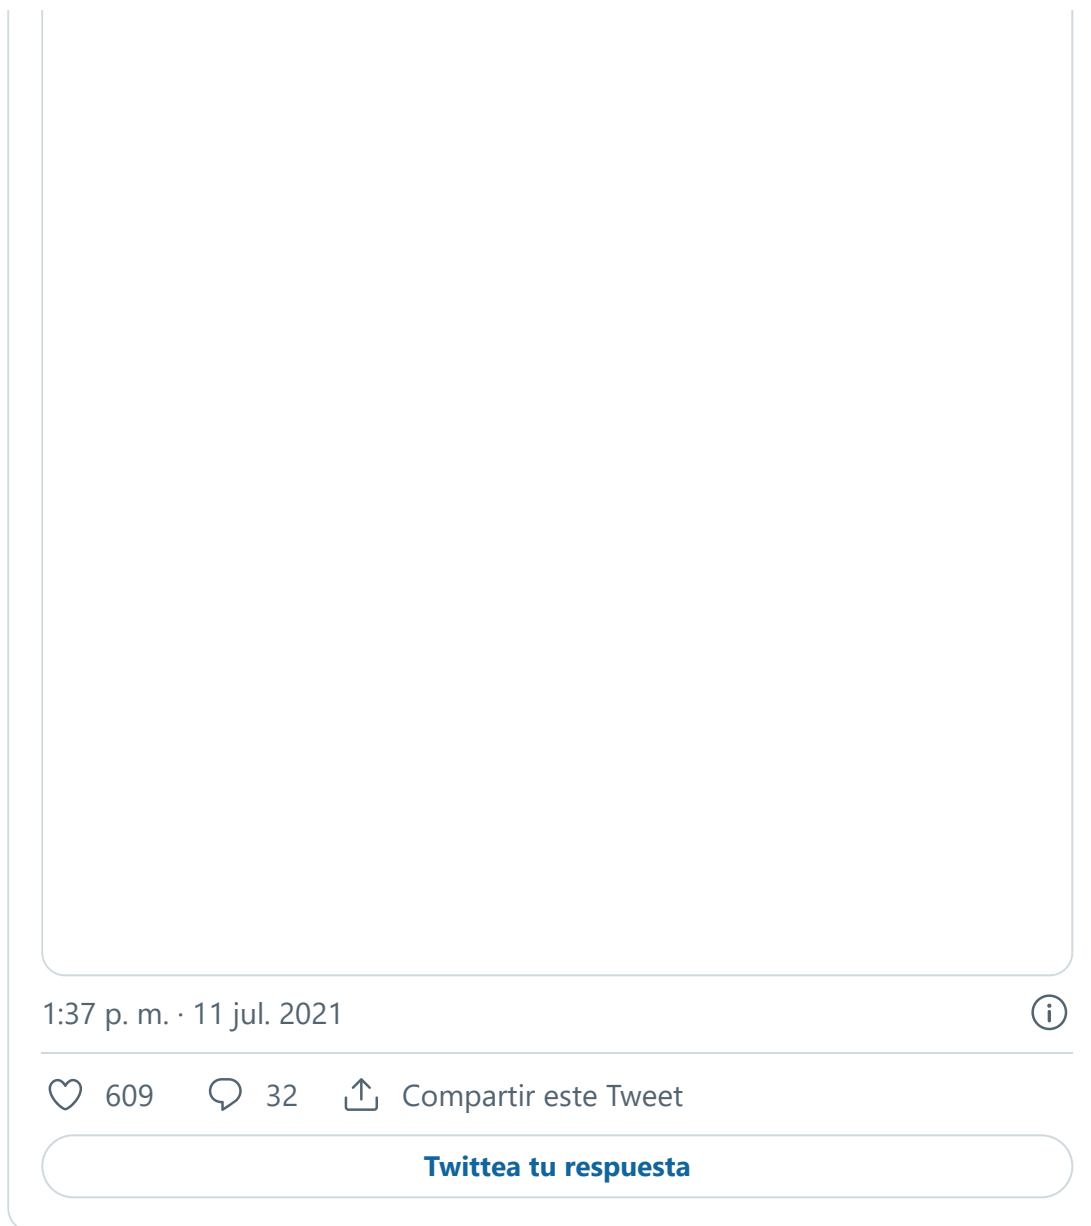 1:37 p. m. · 11 jul. 2021
609 32 Compartir este Tweet
Twittea tu respuesta